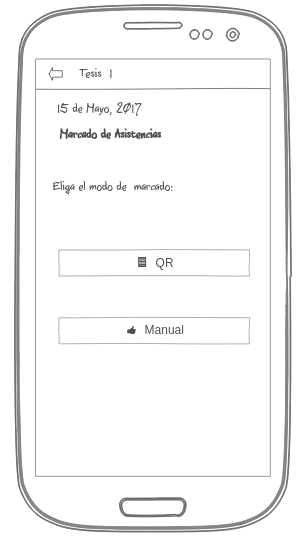 Tesis 1
15 de Mayo, 2017
Marcado de Asistencias
Eliga el modo de marcado:
QR
Manual